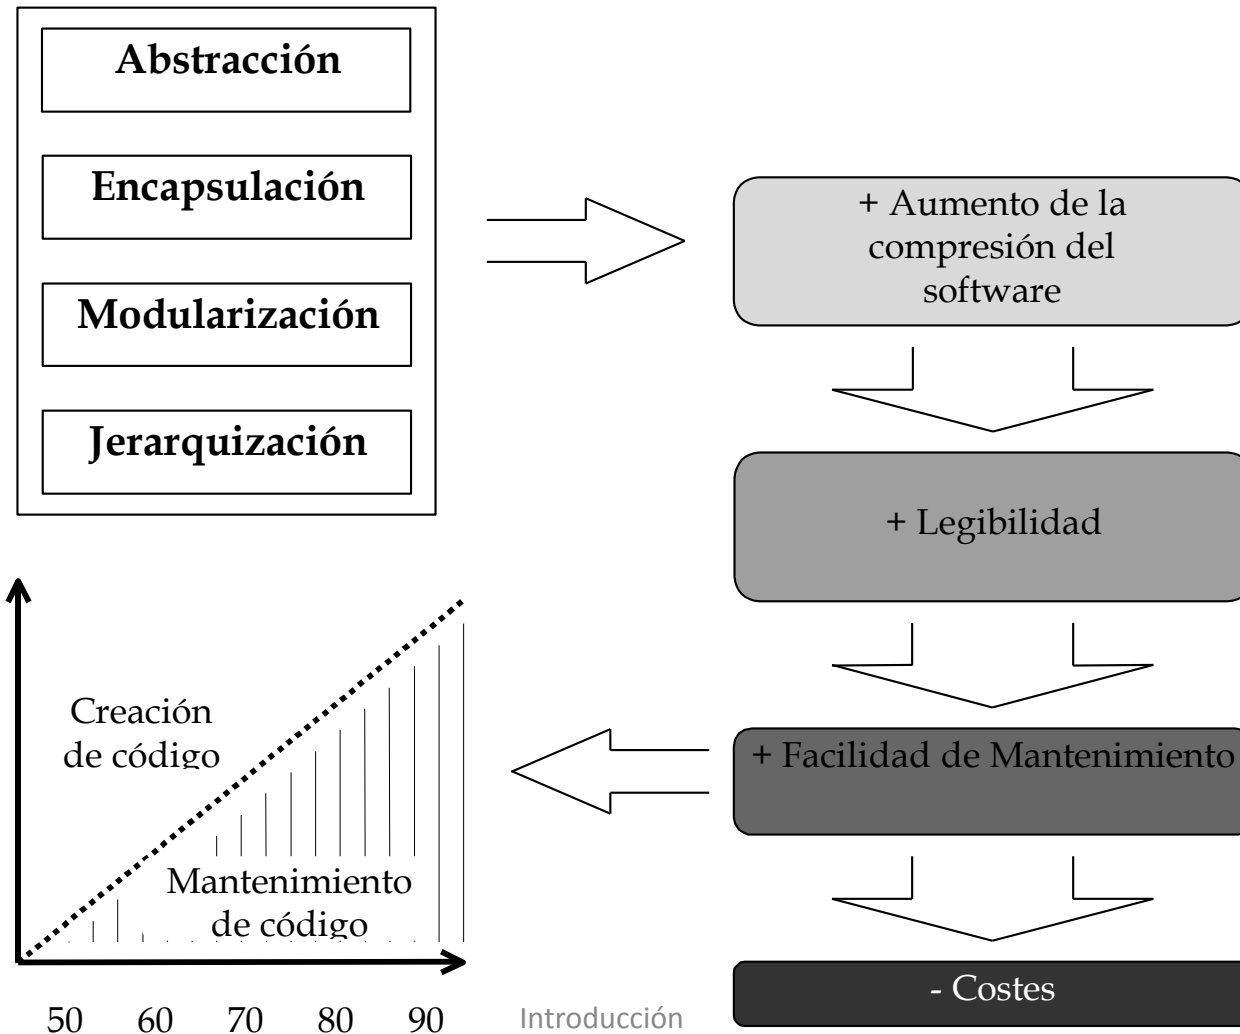 Abstracción
Encapsulación
Modularización
Jerarquización
+ Aumento de la
compresión del
software
+ Legibilidad
+ Facilidad de Mantenimiento
- Costes
Creación
de código
Mantenimiento
de código
50 60 70 80 90
Introducción